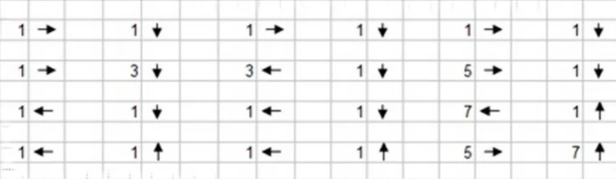 1 → 1 ↓ 1 → 1 ↓ 1 → 1 ↓
1 → 3 ↓ 3 ← 1 ↓ 5 → 1 ↓
1 ← 1 ↓ 1 ← 1 ↓ 7 ← 1 ↑
1 ← 1 ↑ 1 ← 1 ↑ 5 → 7 ↑